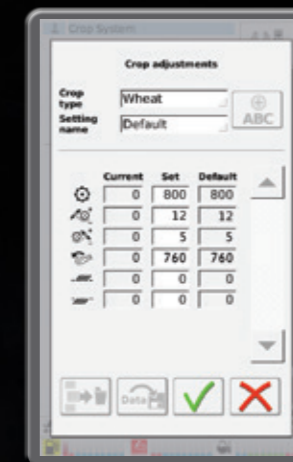 Crop System
Crop adjustments
Crop type Wheat
Setting name Default
ABC
Current Set Default
0 800 800
0 12 12
0 5 5
0 760 760
0 0 0
0 0 0
Data